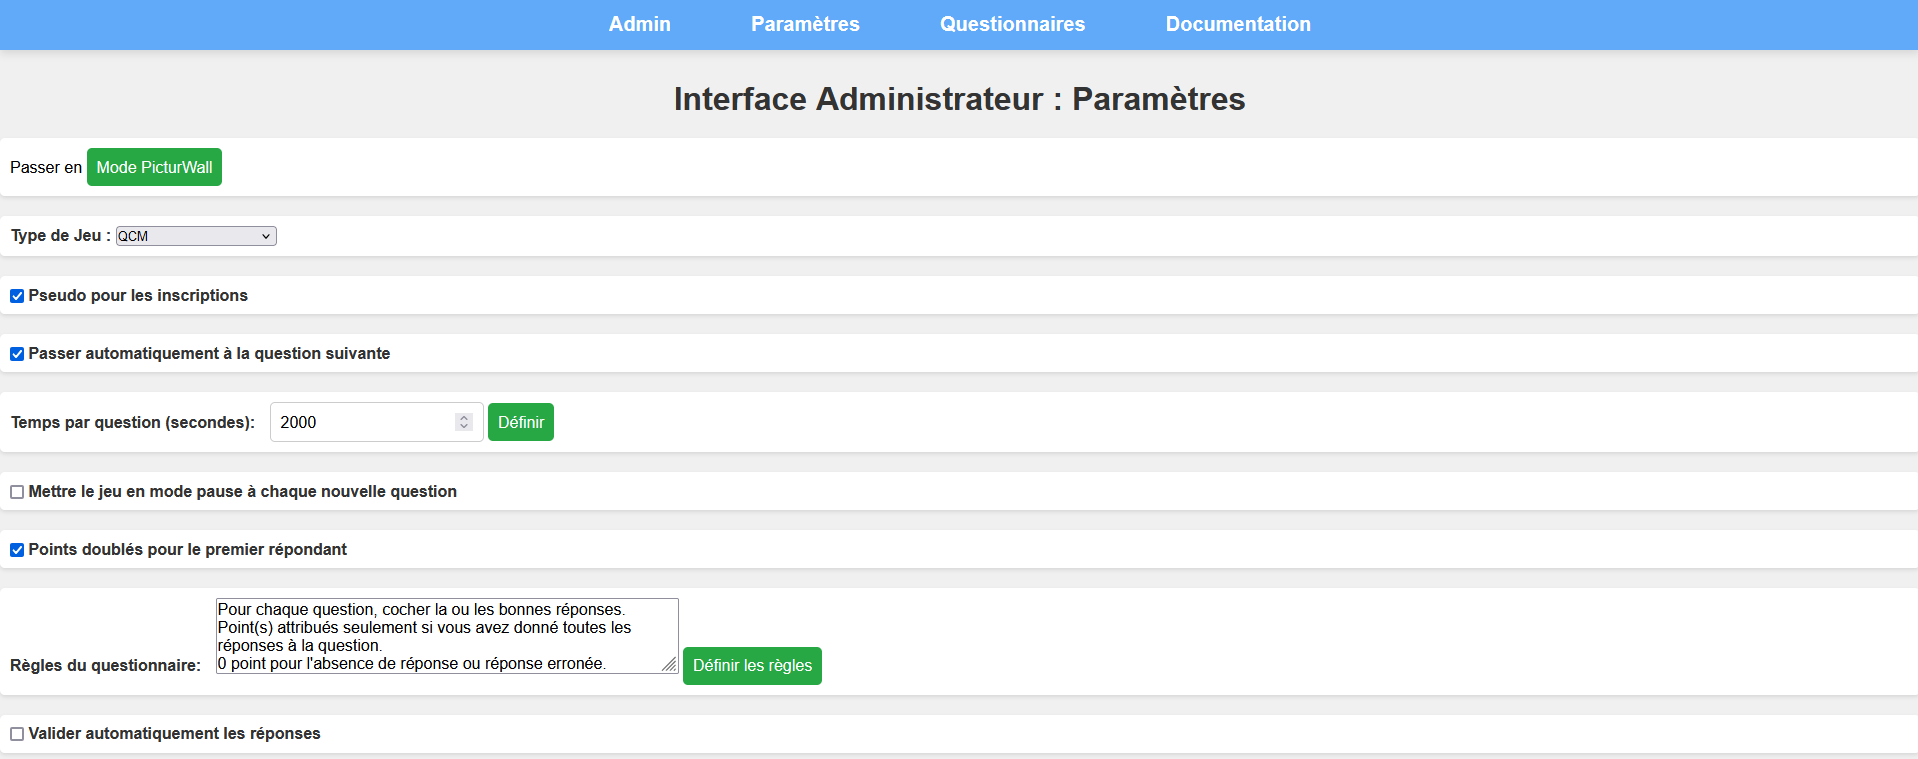 Admin Paramètres Questionnaires Documentation
Interface Administrateur : Paramètres
Passer en Mode PicturWall
Type de Jeu : QCM
Pseudo pour les inscriptions
Passer automatiquement à la question suivante
Temps par question (secondes): 2000 Définir
Mettre le jeu en mode pause à chaque nouvelle question
Points doublés pour le premier répondant
Pour chaque question, cocher la ou les bonnes réponses.
Point(s) attribués seulement si vous avez donné toutes les
réponses à la question.
0 point pour l'absence de réponse ou réponse erronée.
Règles du questionnaire: Définir les règles
Valider automatiquement les réponses